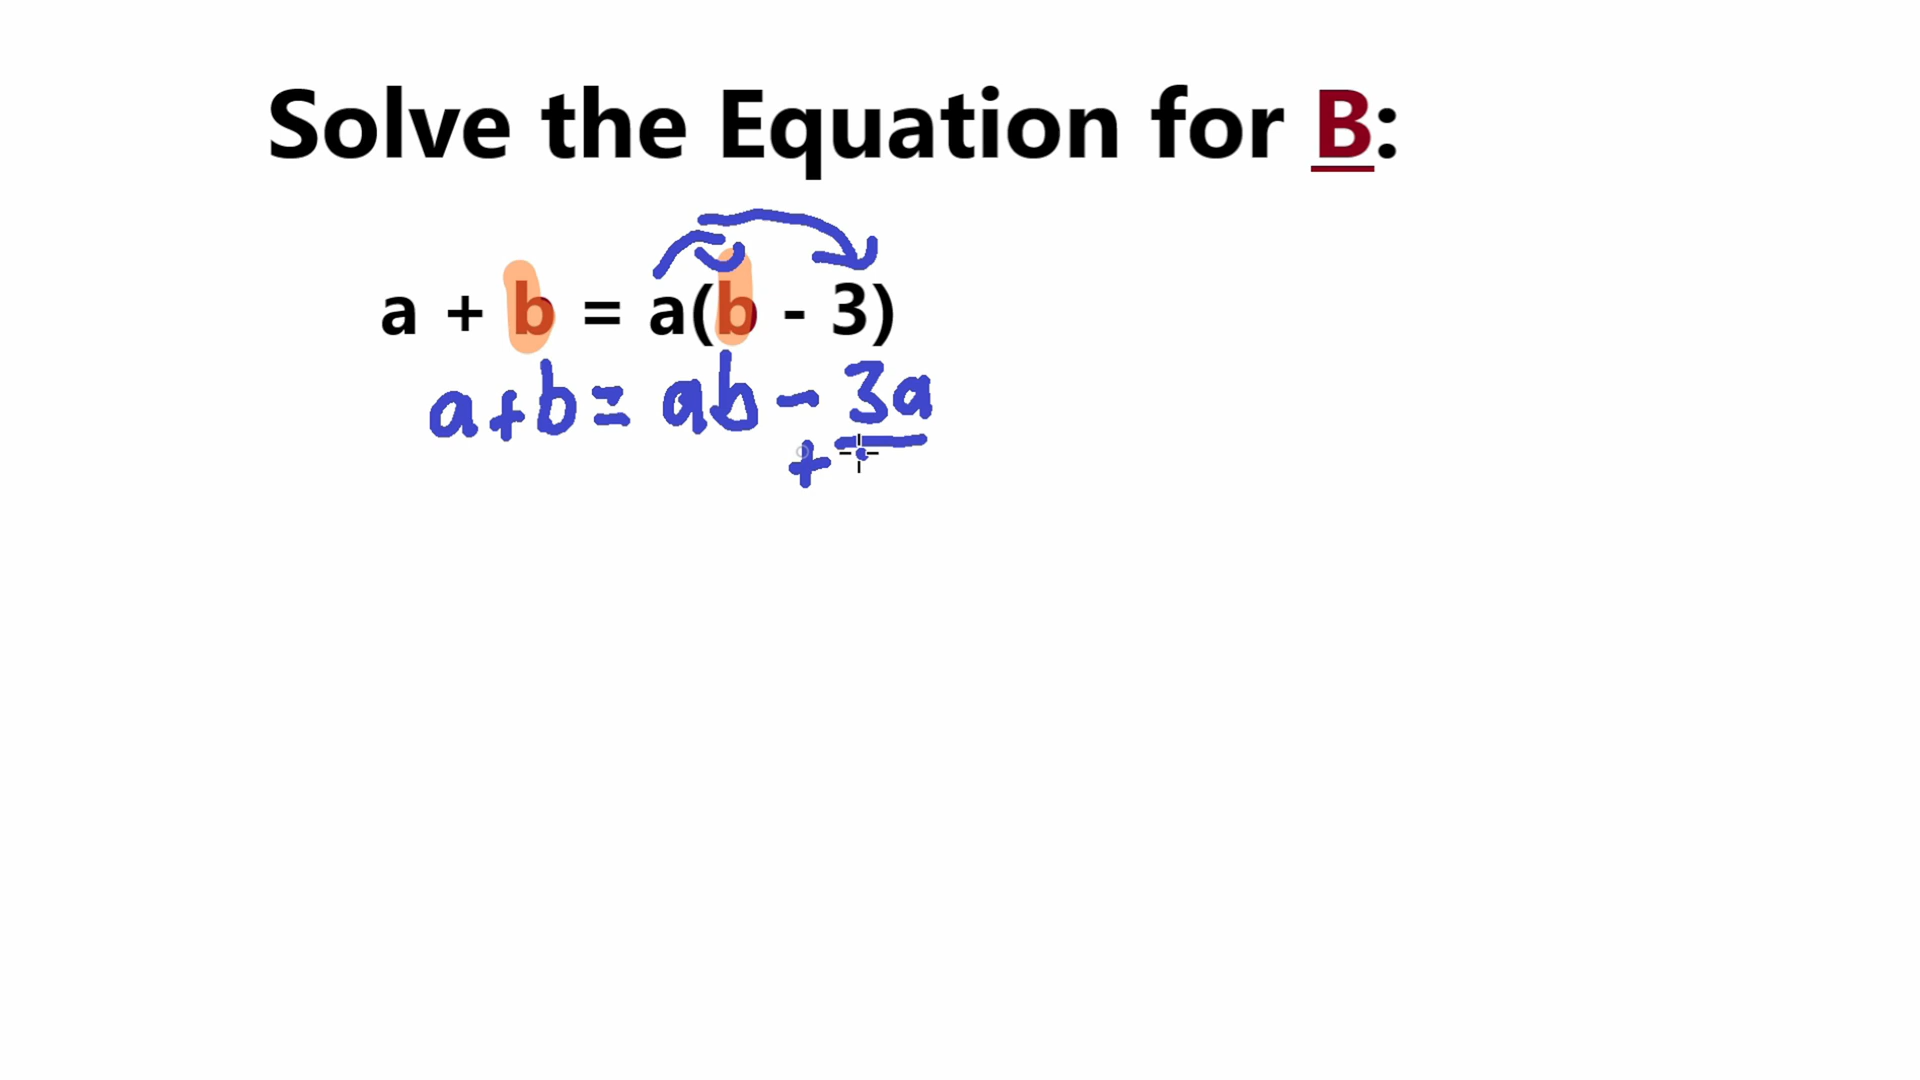 Solve the Equation for B:
a + b = a(b - 3)
a+b= ab - 3a
+